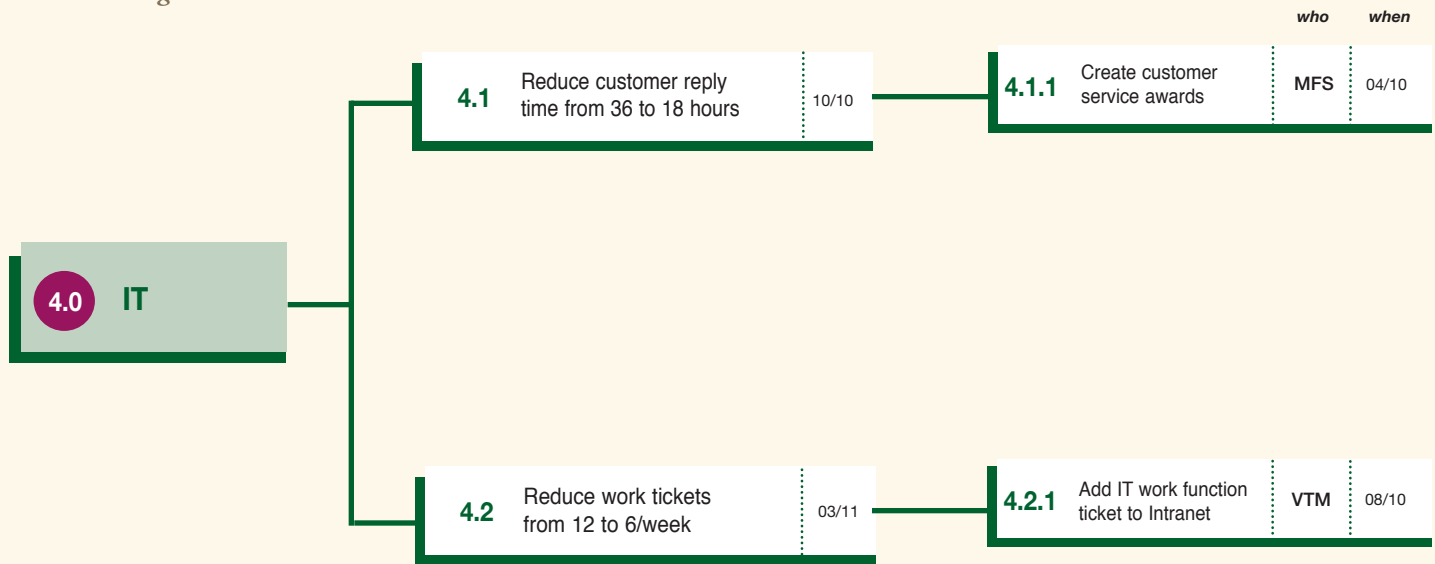 who when
4.1 Reduce customer reply
time from 36 to 18 hours
10/10
4.1.1 Create customer
service awards
MFS 04/10
4.0 IT
4.2 Reduce work tickets
from 12 to 6/week
03/11
4.2.1 Add IT work function
ticket to Intranet
VTM 08/10